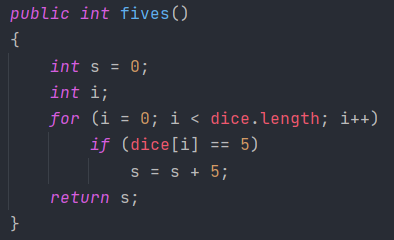 public int fives()
{
    int s = 0;
    int i;
    for (i = 0; i < dice.length; i++)
        if (dice[i] == 5)
            s = s + 5;
    return s;
}